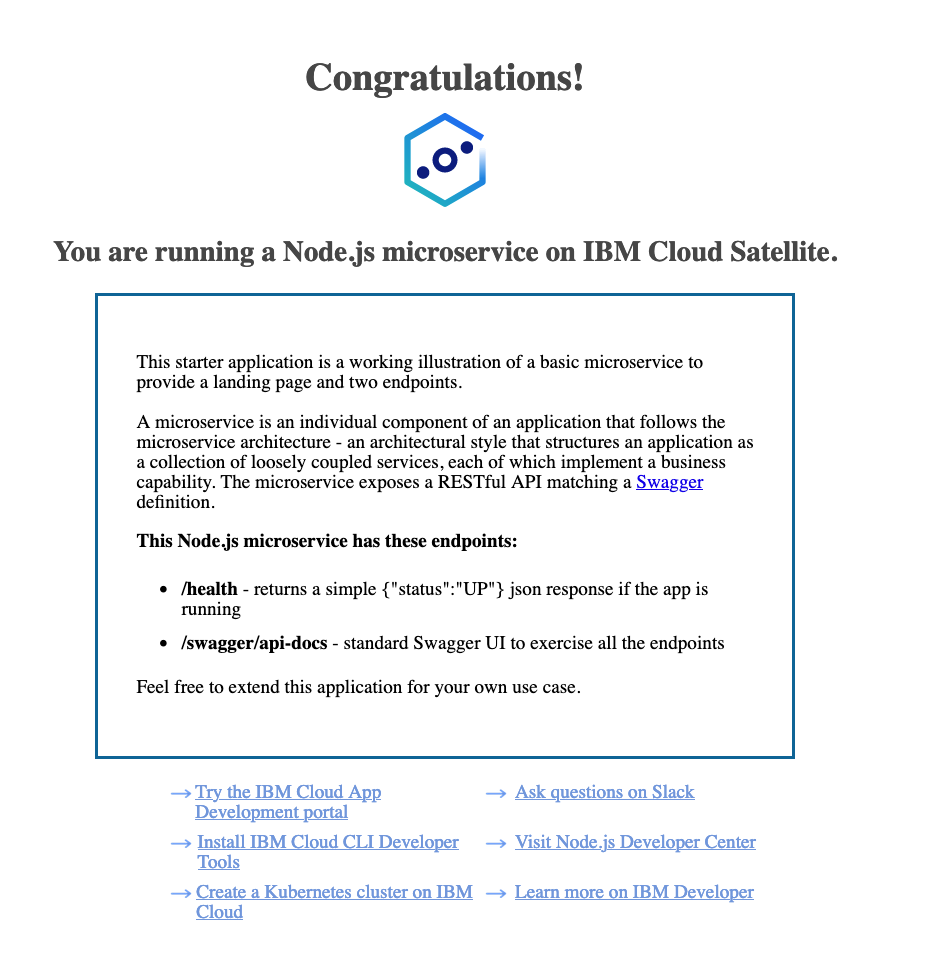 Congratulations!
You are running a Node.js microservice on IBM Cloud Satellite.
This starter application is a working illustration of a basic microservice to
provide a landing page and two endpoints.
A microservice is an individual component of an application that follows the
microservice architecture - an architectural style that structures an application as
a collection of loosely coupled services, each of which implement a business
capability. The microservice exposes a RESTful API matching a Swagger
definition.
This Node.js microservice has these endpoints:
• /health - returns a simple {"status":"UP"} json response if the app is
running
• /swagger/api-docs - standard Swagger UI to exercise all the endpoints
Feel free to extend this application for your own use case.
→ Try the IBM Cloud App
Development portal
→ Ask questions on Slack
→ Install IBM Cloud CLI Developer
Tools
→ Visit Node.js Developer Center
→ Create a Kubernetes cluster on IBM
Cloud
→ Learn more on IBM Developer